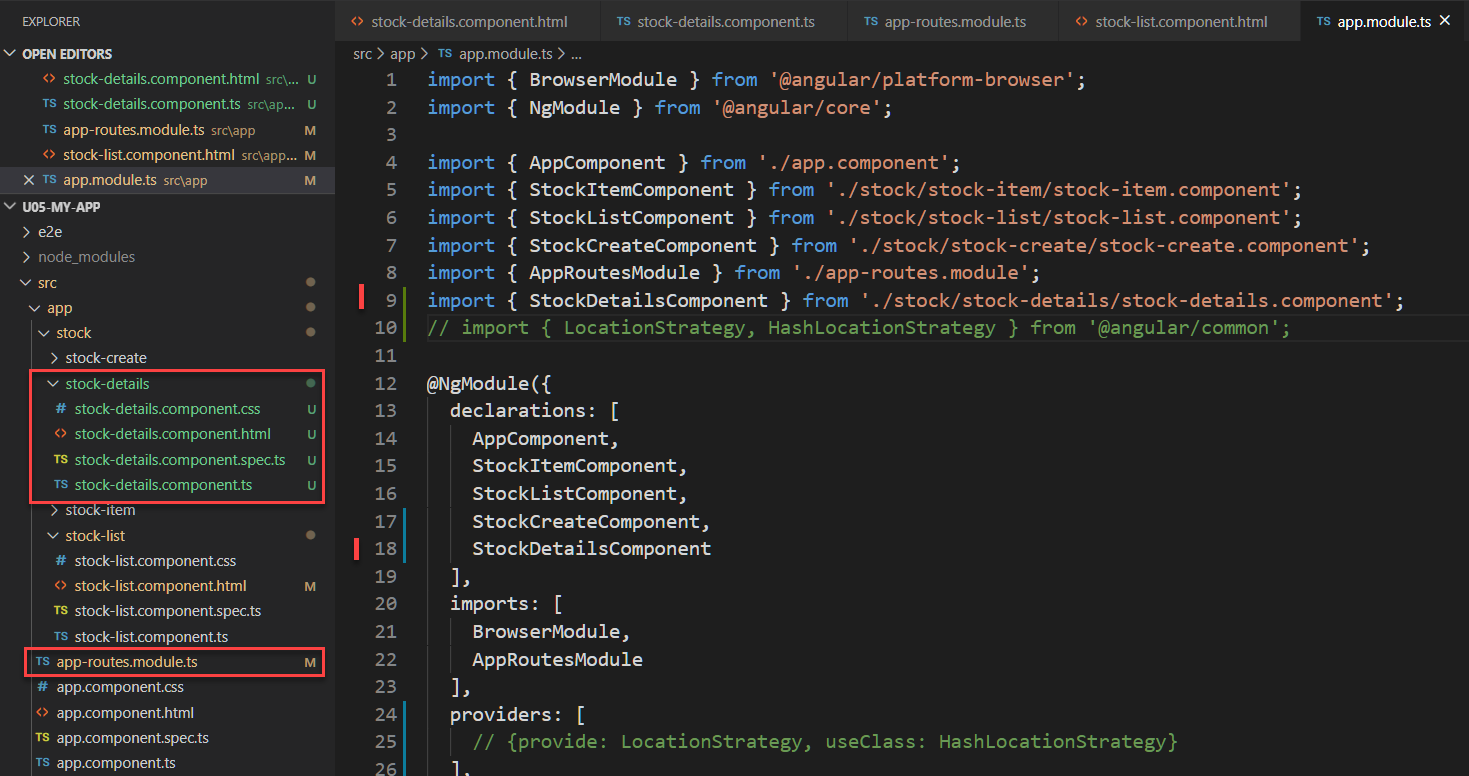 EXPLORER
OPEN EDITORS
stock-details.component.html src\... U
TS stock-details.component.ts src\ap... U
TS app-routes.module.ts src\app M
stock-list.component.html src\app... M
TS app.module.ts src\app M
U05-MY-APP
e2e
node_modules
src
app
stock
stock-create
stock-details
# stock-details.component.css U
<> stock-details.component.html U
TS stock-details.component.spec.ts U
TS stock-details.component.ts U
stock-item
stock-list
# stock-list.component.css
<> stock-list.component.html M
TS stock-list.component.spec.ts
TS stock-list.component.ts
TS app-routes.module.ts M
# app.component.css
<> app.component.html
TS app.component.spec.ts
TS app.component.ts
<> stock-details.component.html TS stock-details.component.ts TS app-routes.module.ts <> stock-list.component.html TS app.module.ts
src > app > TS app.module.ts > ...
1 import { BrowserModule } from '@angular/platform-browser';
2 import { NgModule } from '@angular/core';
3
4 import { AppComponent } from './app.component';
5 import { StockItemComponent } from './stock/stock-item/stock-item.component';
6 import { StockListComponent } from './stock/stock-list/stock-list.component';
7 import { StockCreateComponent } from './stock/stock-create/stock-create.component';
8 import { AppRoutesModule } from './app-routes.module';
9 import { StockDetailsComponent } from './stock/stock-details/stock-details.component';
10 // import { LocationStrategy, HashLocationStrategy } from '@angular/common';
11
12 @NgModule({
13 declarations: [
14 AppComponent,
15 StockItemComponent,
16 StockListComponent,
17 StockCreateComponent,
18 StockDetailsComponent
19 ],
20 imports: [
21 BrowserModule,
22 AppRoutesModule
23 ],
24 providers: [
25 // {provide: LocationStrategy, useClass: HashLocationStrategy}
26 ],